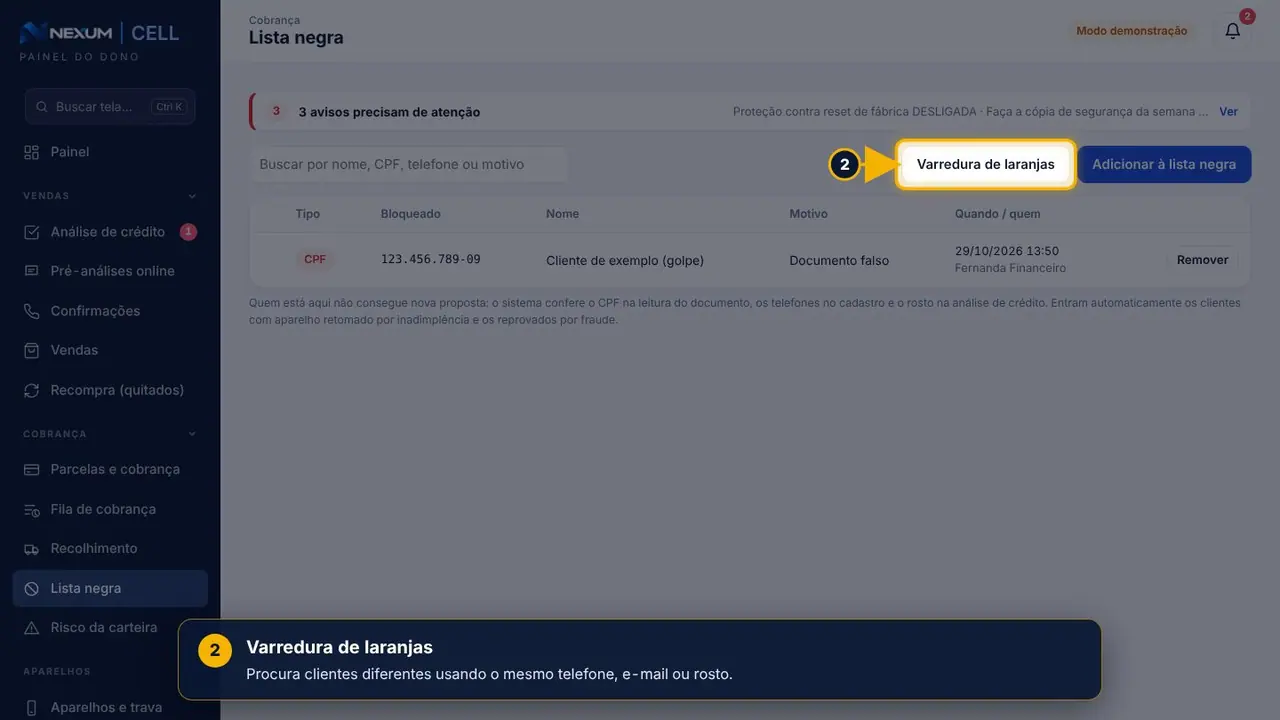 NEXUM | CELL
PAINEL DO DONO
Buscar tela... Ctrl K
Painel
VENDAS
Análise de crédito 1
Pré-análises online
Confirmações
Vendas
Recompra (quitados)
COBRANÇA
Parcelas e cobrança
Fila de cobrança
Recolhimento
Lista negra
Risco da carteira
APARELHOS
Aparelhos e trava
Cobrança
Lista negra
Modo demonstração
2
3 3 avisos precisam de atenção Proteção contra reset de fábrica DESLIGADA · Faça a cópia de segurança da semana ... Ver
Buscar por nome, CPF, telefone ou motivo
2
Varredura de laranjas
Adicionar à lista negra
Tipo Bloqueado Nome Motivo Quando / quem
CPF 123.456.789-09 Cliente de exemplo (golpe) Documento falso 29/10/2026 13:50
Fernanda Financeiro
Remover
Quem está aqui não consegue nova proposta: o sistema confere o CPF na leitura do documento, os telefones no cadastro e o rosto na análise de crédito. Entram automaticamente os clientes
com aparelho retomado por inadimplência e os reprovados por fraude.
2 Varredura de laranjas
Procura clientes diferentes usando o mesmo telefone, e-mail ou rosto.